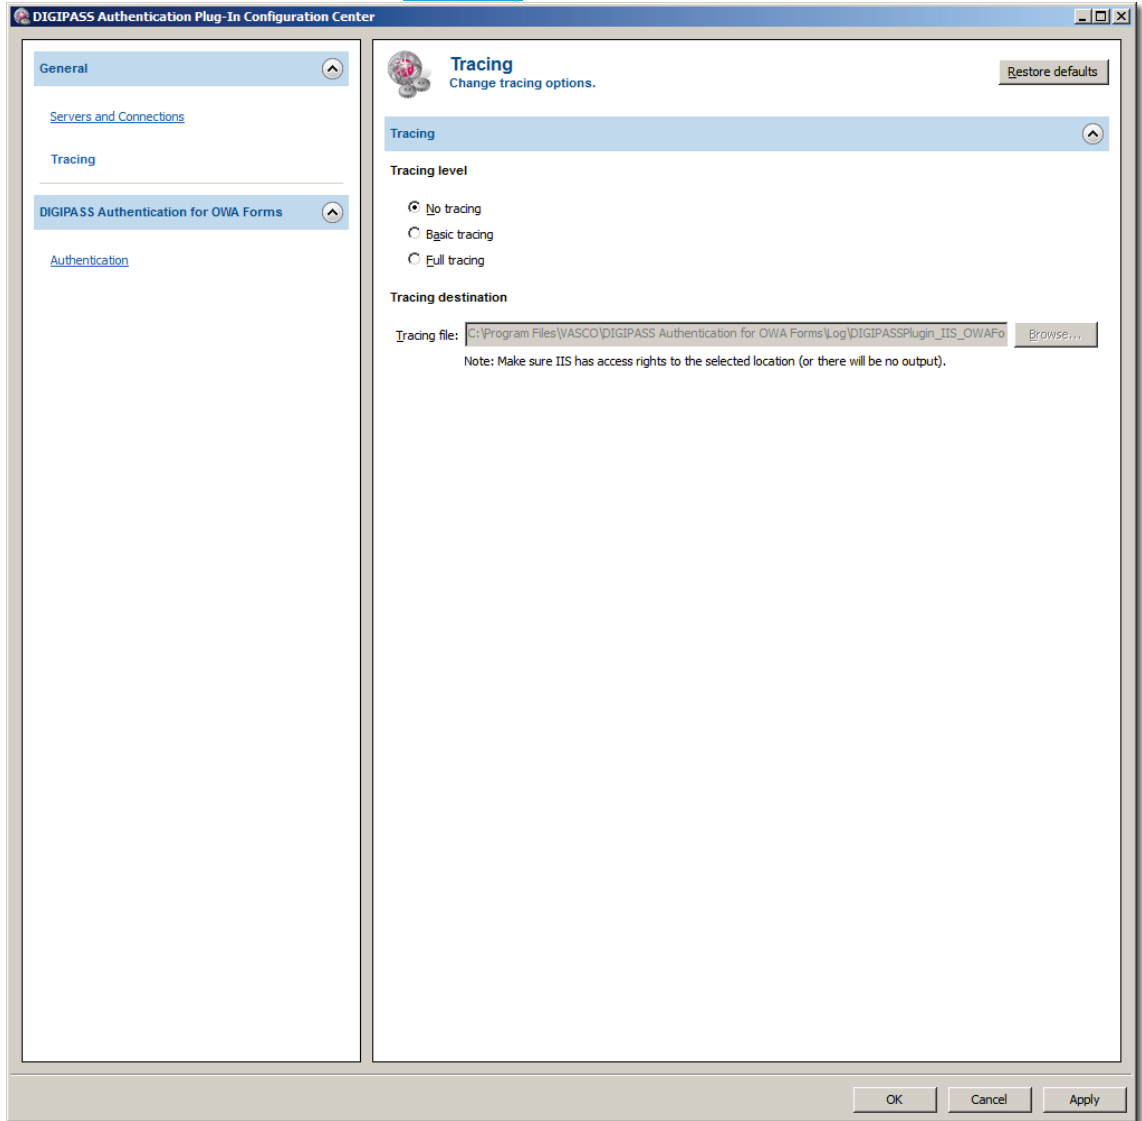 DIGIPASS Authentication Plug-In Configuration Center
General
Servers and Connections
Tracing
DIGIPASS Authentication for OWA Forms
Authentication
Tracing
Change tracing options.
Restore defaults
Tracing
Tracing level
No tracing
Basic tracing
Full tracing
Tracing destination
Tracing file: C:\Program Files\VASCO\DIGIPASS Authentication for OWA Forms\Log\DIGIPASSPlugin_IIS_OWAFo Browse...
Note: Make sure IIS has access rights to the selected location (or there will be no output).
OK Cancel Apply